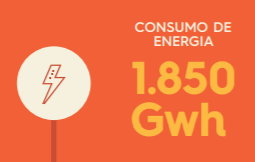 CONSUMO DE
ENERGIA
1.850
Gwh